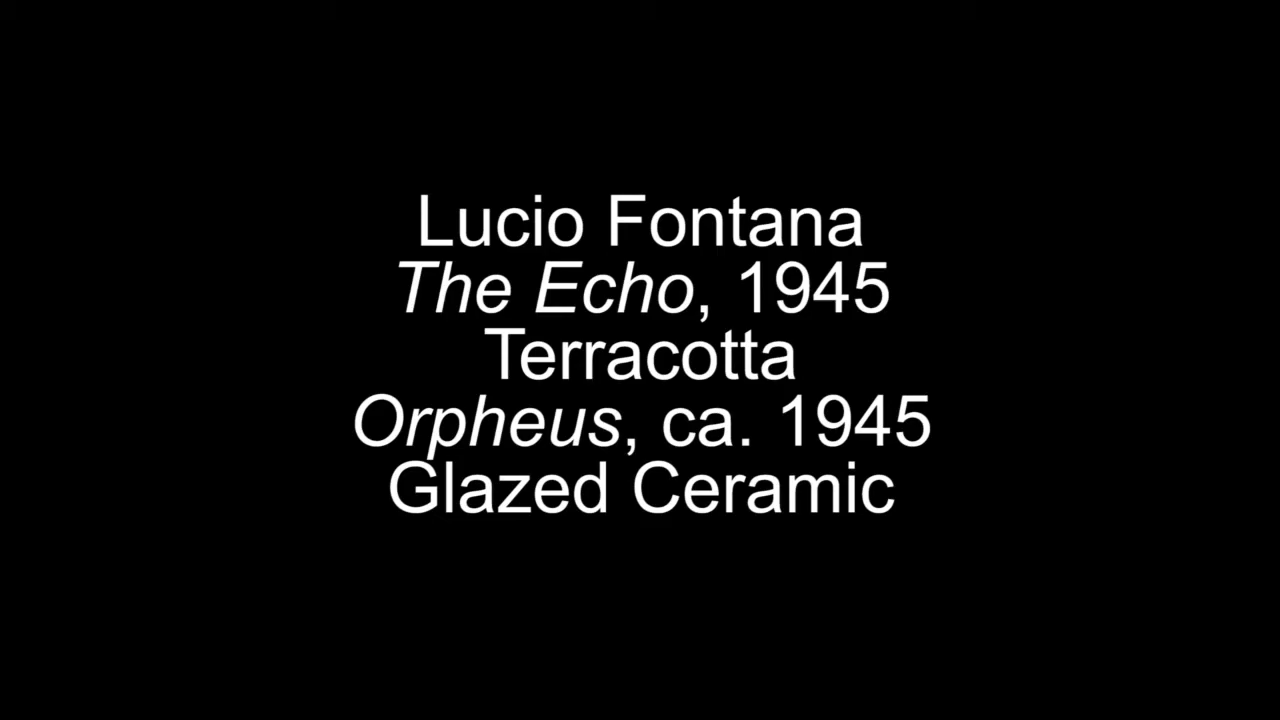 Lucio Fontana
The Echo, 1945
Terracotta
Orpheus, ca. 1945
Glazed Ceramic